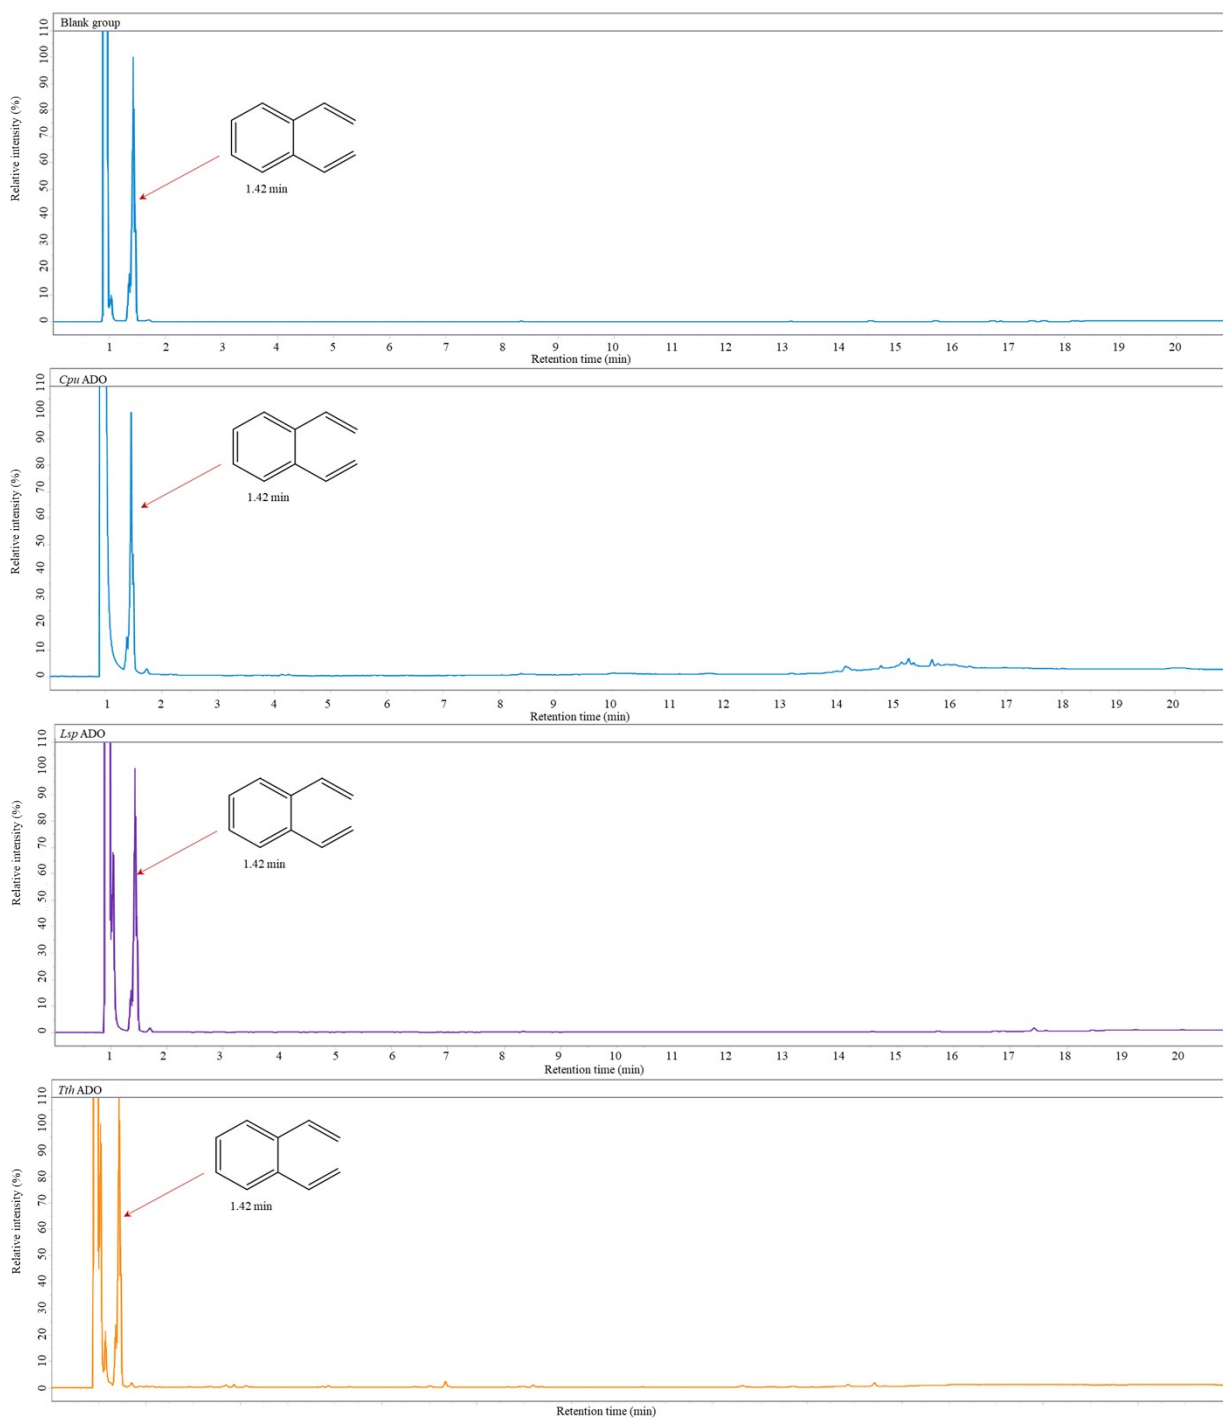 Blank group
Relative intensity (%)
110
100
90
80
70
60
50
40
30
20
10
0
1.42 min
1 2 3 4 5 6 7 8 9 10 11 12 13 14 15 16 17 18 19 20
Retention time (min)
Cpu ADO
Relative intensity (%)
110
100
90
80
70
60
50
40
30
20
10
0
1.42 min
1 2 3 4 5 6 7 8 9 10 11 12 13 14 15 16 17 18 19 20
Retention time (min)
Lsp ADO
Relative intensity (%)
110
100
90
80
70
60
50
40
30
20
10
0
1.42 min
1 2 3 4 5 6 7 8 9 10 11 12 13 14 15 16 17 18 19 20
Retention time (min)
Tth ADO
Relative intensity (%)
110
100
90
80
70
60
50
40
30
20
10
0
1.42 min
Retention time (min)